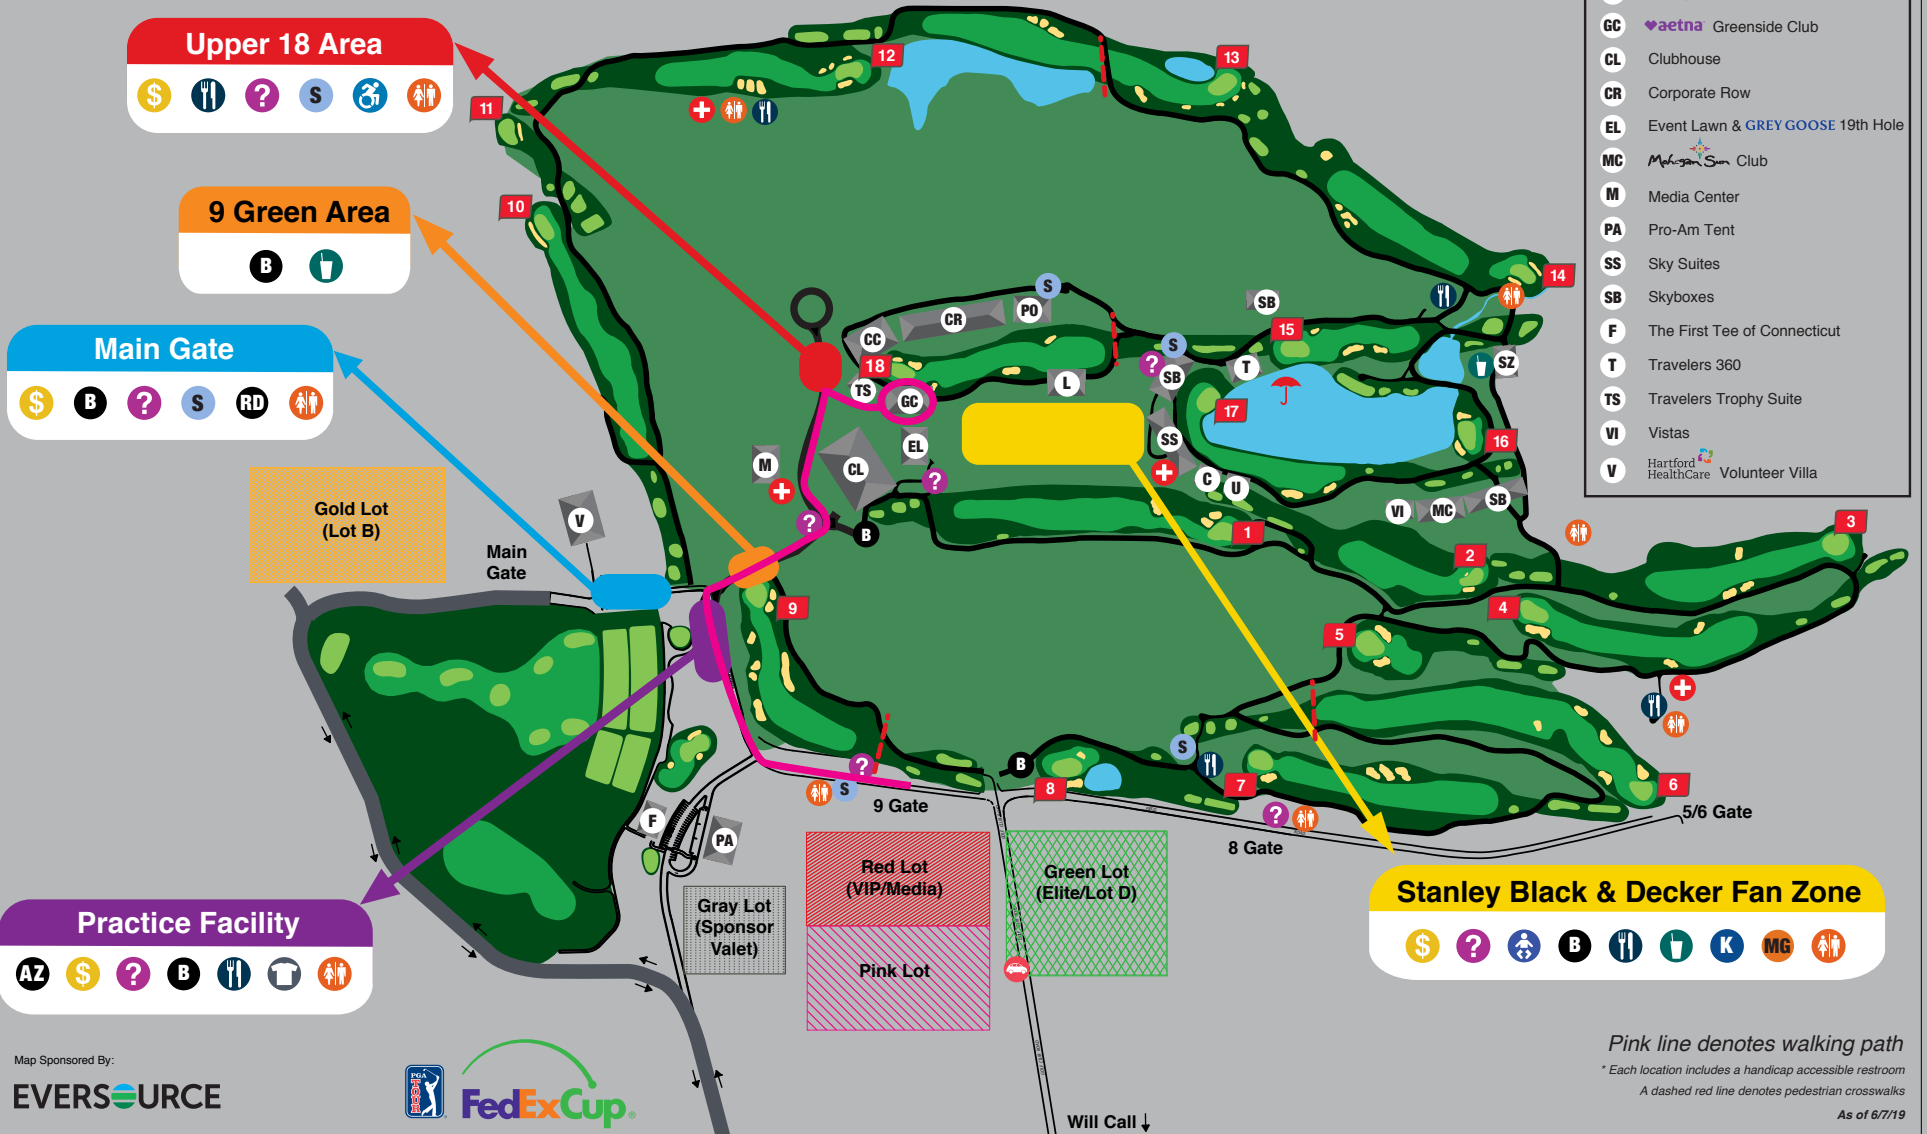 Upper 18 Area
$
?
S
9 Green Area
B
Main Gate
$
B
?
S
RD
Gold Lot
(Lot B)
Main
Gate
V
11
12
13
10
14
S
CR
PO
CC
18
TS
GC
EL
CL
M
?
?
B
L
S
?
SB
SB
15
T
SZ
17
16
SS
C
U
VI
MC
SB
1
2
3
4
5
6
7
8
9
B
S
?
?
S
9 Gate
8 Gate
5/6 Gate
F
PA
Gray Lot
(Sponsor
Valet)
Red Lot
(VIP/Media)
Pink Lot
Green Lot
(Elite/Lot D)
Will Call
Practice Facility
AZ
$
?
B
Stanley Black & Decker Fan Zone
$
?
B
K
MG
GC aetna Greenside Club
CL Clubhouse
CR Corporate Row
EL Event Lawn & GREY GOOSE 19th Hole
MC Mohegan Sun Club
M Media Center
PA Pro-Am Tent
SS Sky Suites
SB Skyboxes
F The First Tee of Connecticut
T Travelers 360
TS Travelers Trophy Suite
VI Vistas
V Hartford HealthCare Volunteer Villa
Map Sponsored By:
EVERSOURCE
PGA TOUR
FedExCup
Pink line denotes walking path
* Each location includes a handicap accessible restroom
A dashed red line denotes pedestrian crosswalks
As of 6/7/19